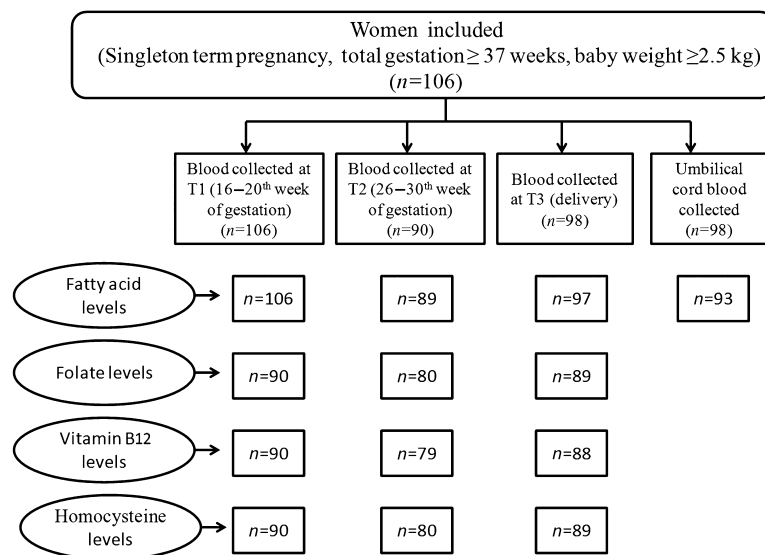 Women included
(Singleton term pregnancy, total gestation ≥ 37 weeks, baby weight ≥2.5 kg)
(n=106)
Blood collected at
T1 (16–20th week
of gestation)
(n=106)
Blood collected at
T2 (26–30th week
of gestation)
(n=90)
Blood collected
at T3 (delivery)
(n=98)
Umbilical
cord blood
collected
(n=98)
Fatty acid
levels
n=106
n=89
n=97
n=93
Folate levels
n=90
n=80
n=89
Vitamin B12
levels
n=90
n=79
n=88
Homocysteine
levels
n=90
n=80
n=89